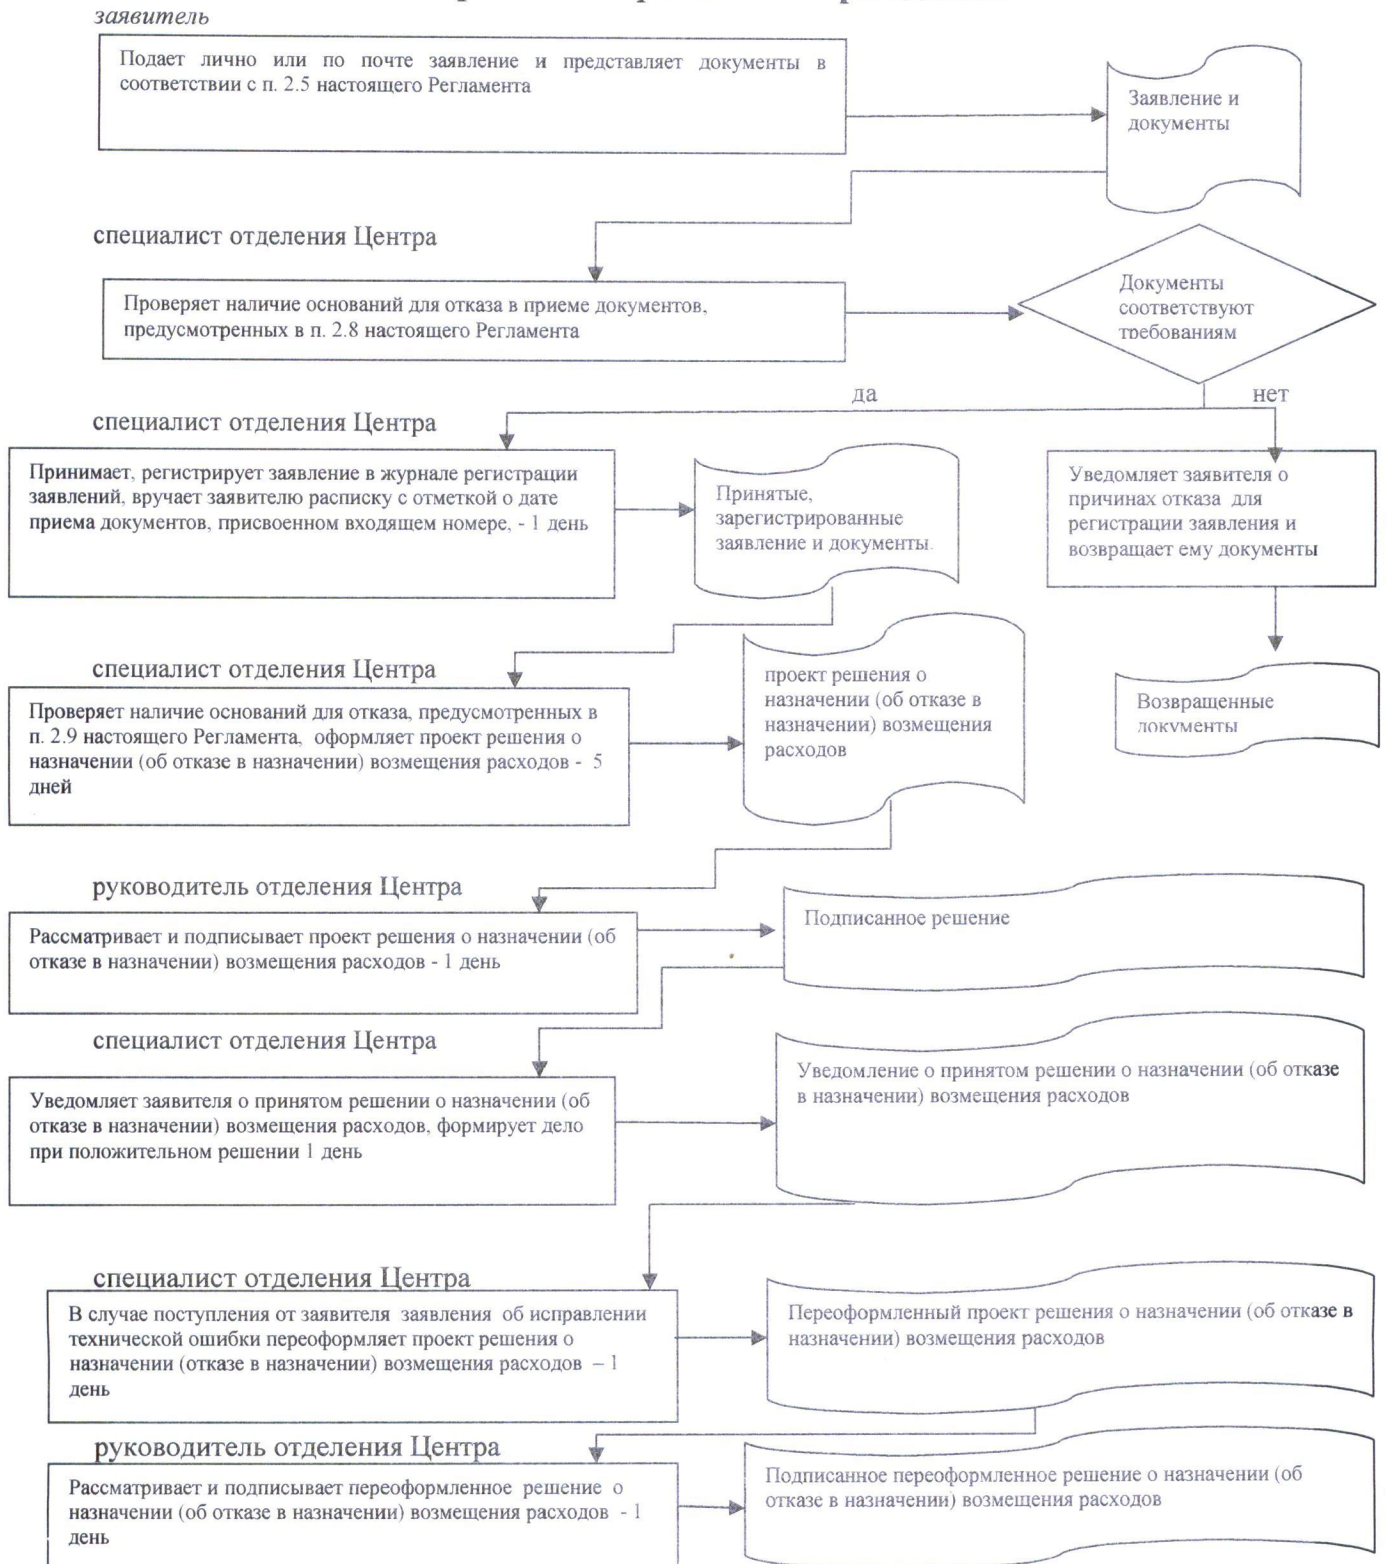 заявитель
Подает лично или по почте заявление и представляет документы в
соответствии с п. 2.5 настоящего Регламента
Заявление и
документы
специалист отделения Центра
Проверяет наличие оснований для отказа в приеме документов,
предусмотренных в п. 2.8 настоящего Регламента
Документы
соответствуют
требованиям
да
нет
специалист отделения Центра
Принимает, регистрирует заявление в журнале регистрации
заявлений, вручает заявителю расписку с отметкой о дате
приема документов, присвоенном входящем номере, - 1 день
Принятые,
зарегистрированные
заявление и документы.
Уведомляет заявителя о
причинах отказа для
регистрации заявления и
возвращает ему документы
специалист отделения Центра
Проверяет наличие оснований для отказа, предусмотренных в
п. 2.9 настоящего Регламента, оформляет проект решения о
назначении (об отказе в назначении) возмещения расходов - 5
дней
проект решения о
назначении (об отказе в
назначении) возмещения
расходов
Возвращенные
документы
руководитель отделения Центра
Рассматривает и подписывает проект решения о назначении (об
отказе в назначении) возмещения расходов - 1 день
Подписанное решение
специалист отделения Центра
Уведомляет заявителя о принятом решении о назначении (об
отказе в назначении) возмещения расходов, формирует дело
при положительном решении 1 день
Уведомление о принятом решении о назначении (об отказе
в назначении) возмещения расходов
специалист отделения Центра
В случае поступления от заявителя заявления об исправлении
технической ошибки переоформляет проект решения о
назначении (отказе в назначении) возмещения расходов – 1
день
Переоформленный проект решения о назначении (об отказе в
назначении) возмещения расходов
руководитель отделения Центра
Рассматривает и подписывает переоформленное решение о
назначении (об отказе в назначении) возмещения расходов - 1
день
Подписанное переоформленное решение о назначении (об
отказе в назначении) возмещения расходов